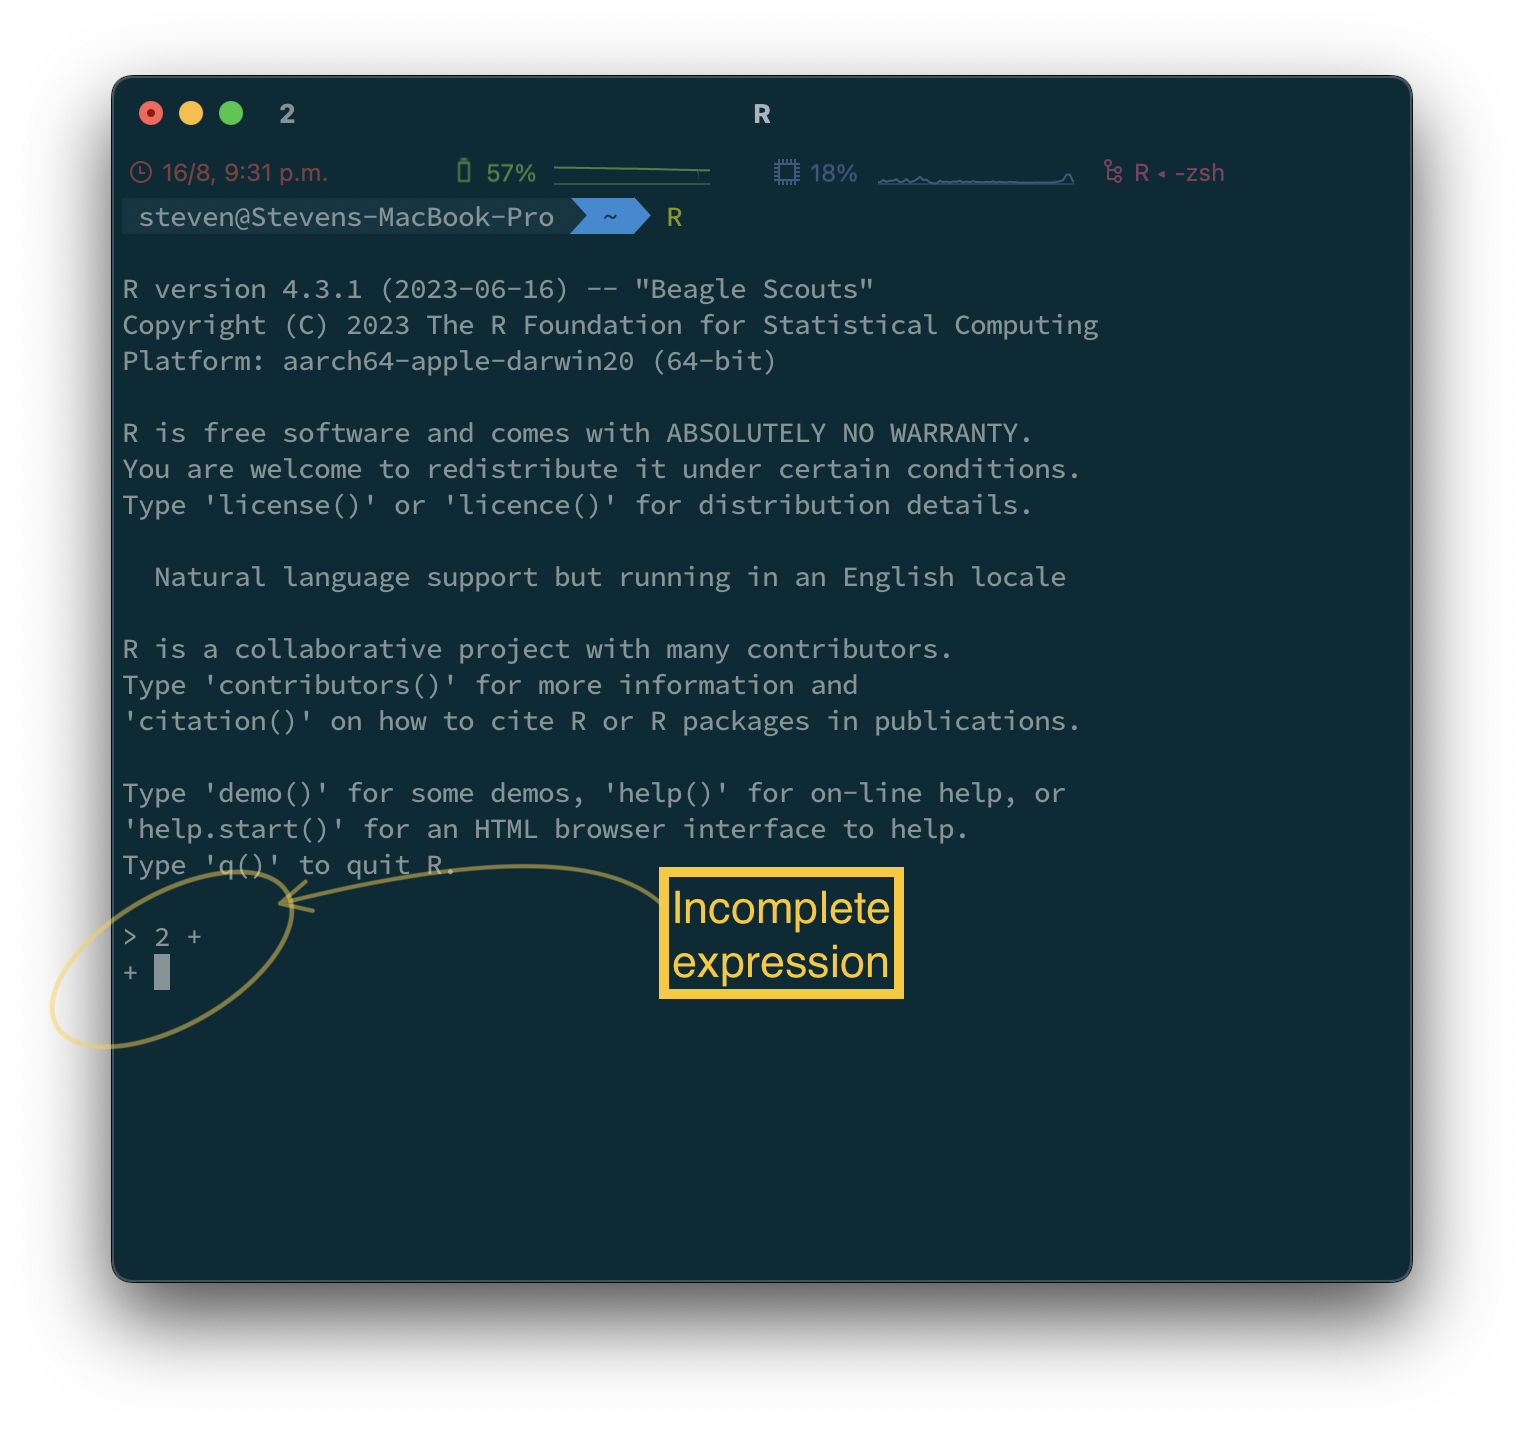 2 R
16/8, 9:31 p.m. 57% 18% R ◂ -zsh
steven@Stevens-MacBook-Pro ~ R
R version 4.3.1 (2023-06-16) -- "Beagle Scouts"
Copyright (C) 2023 The R Foundation for Statistical Computing
Platform: aarch64-apple-darwin20 (64-bit)
R is free software and comes with ABSOLUTELY NO WARRANTY.
You are welcome to redistribute it under certain conditions.
Type 'license()' or 'licence()' for distribution details.
Natural language support but running in an English locale
R is a collaborative project with many contributors.
Type 'contributors()' for more information and
'citation()' on how to cite R or R packages in publications.
Type 'demo()' for some demos, 'help()' for on-line help, or
'help.start()' for an HTML browser interface to help.
Type 'q()' to quit R.
> 2 +
+
Incomplete
expression